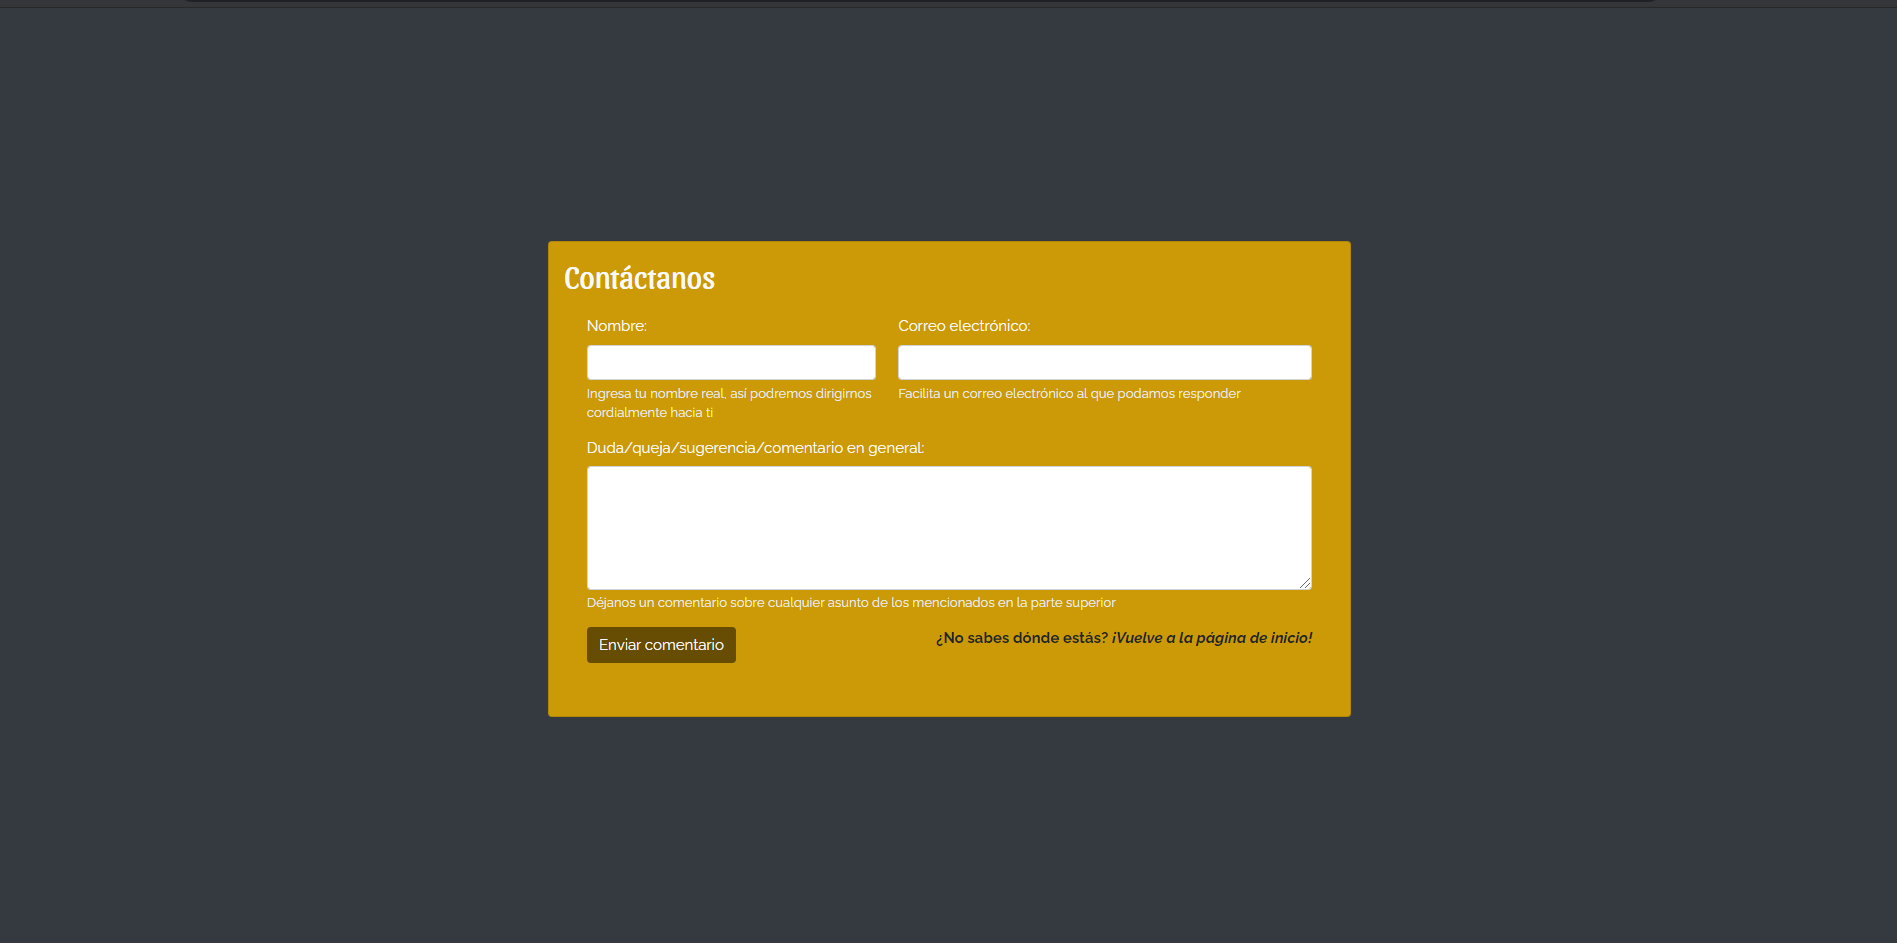 Contáctanos
Nombre:
Correo electrónico:
Ingresa tu nombre real, así podremos dirigirnos
cordialmente hacia ti
Facilita un correo electrónico al que podamos responder
Duda/queja/sugerencia/comentario en general:
Déjanos un comentario sobre cualquier asunto de los mencionados en la parte superior
Enviar comentario
¿No sabes dónde estás? ¡Vuelve a la página de inicio!